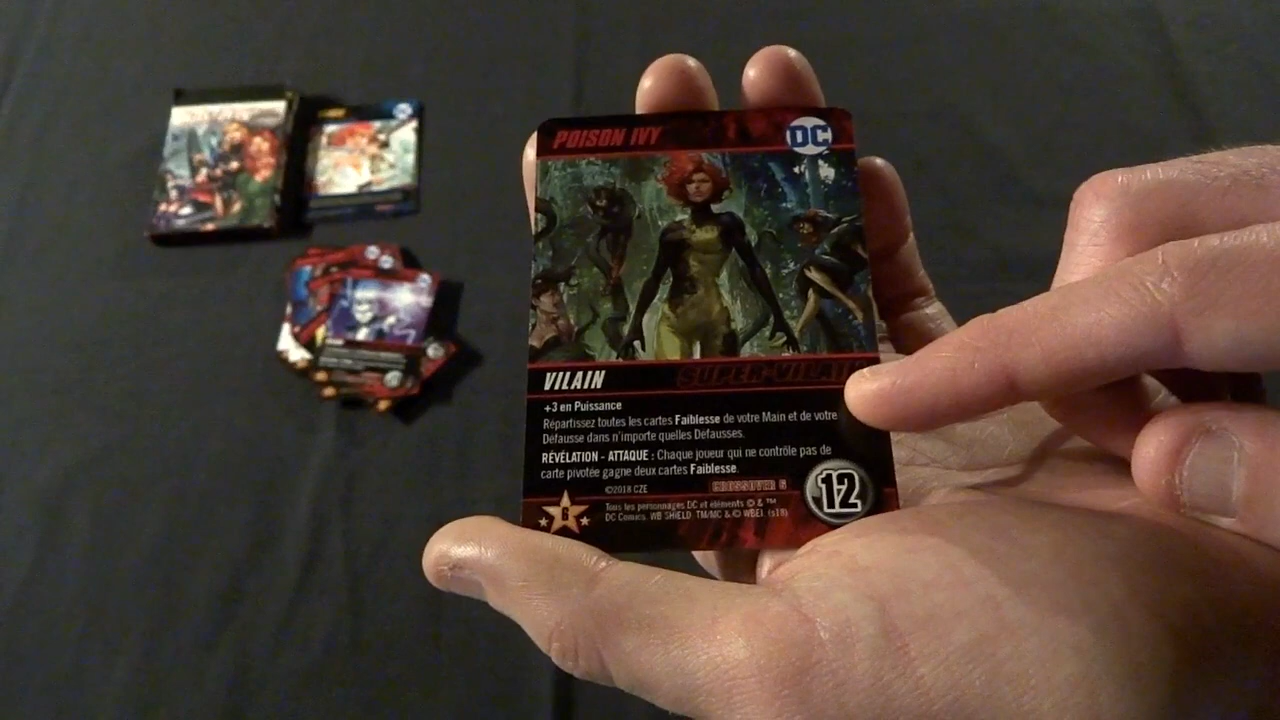 POISON IVY
DC
VILAIN
SUPER-VILAIN
+3 en Puissance
Répartissez toutes les cartes Faiblesse de votre Main et de votre
Défausse dans n'importe quelles Défausses.
RÉVÉLATION - ATTAQUE : Chaque joueur qui ne contrôle pas de
carte pivotée gagne deux cartes Faiblesse.
©2018 CZE
CROSSOVER 6
12
6
Tous les personnages DC et éléments © & ™
DC Comics. WB SHIELD: TM/MC & © WBEI. (s18)